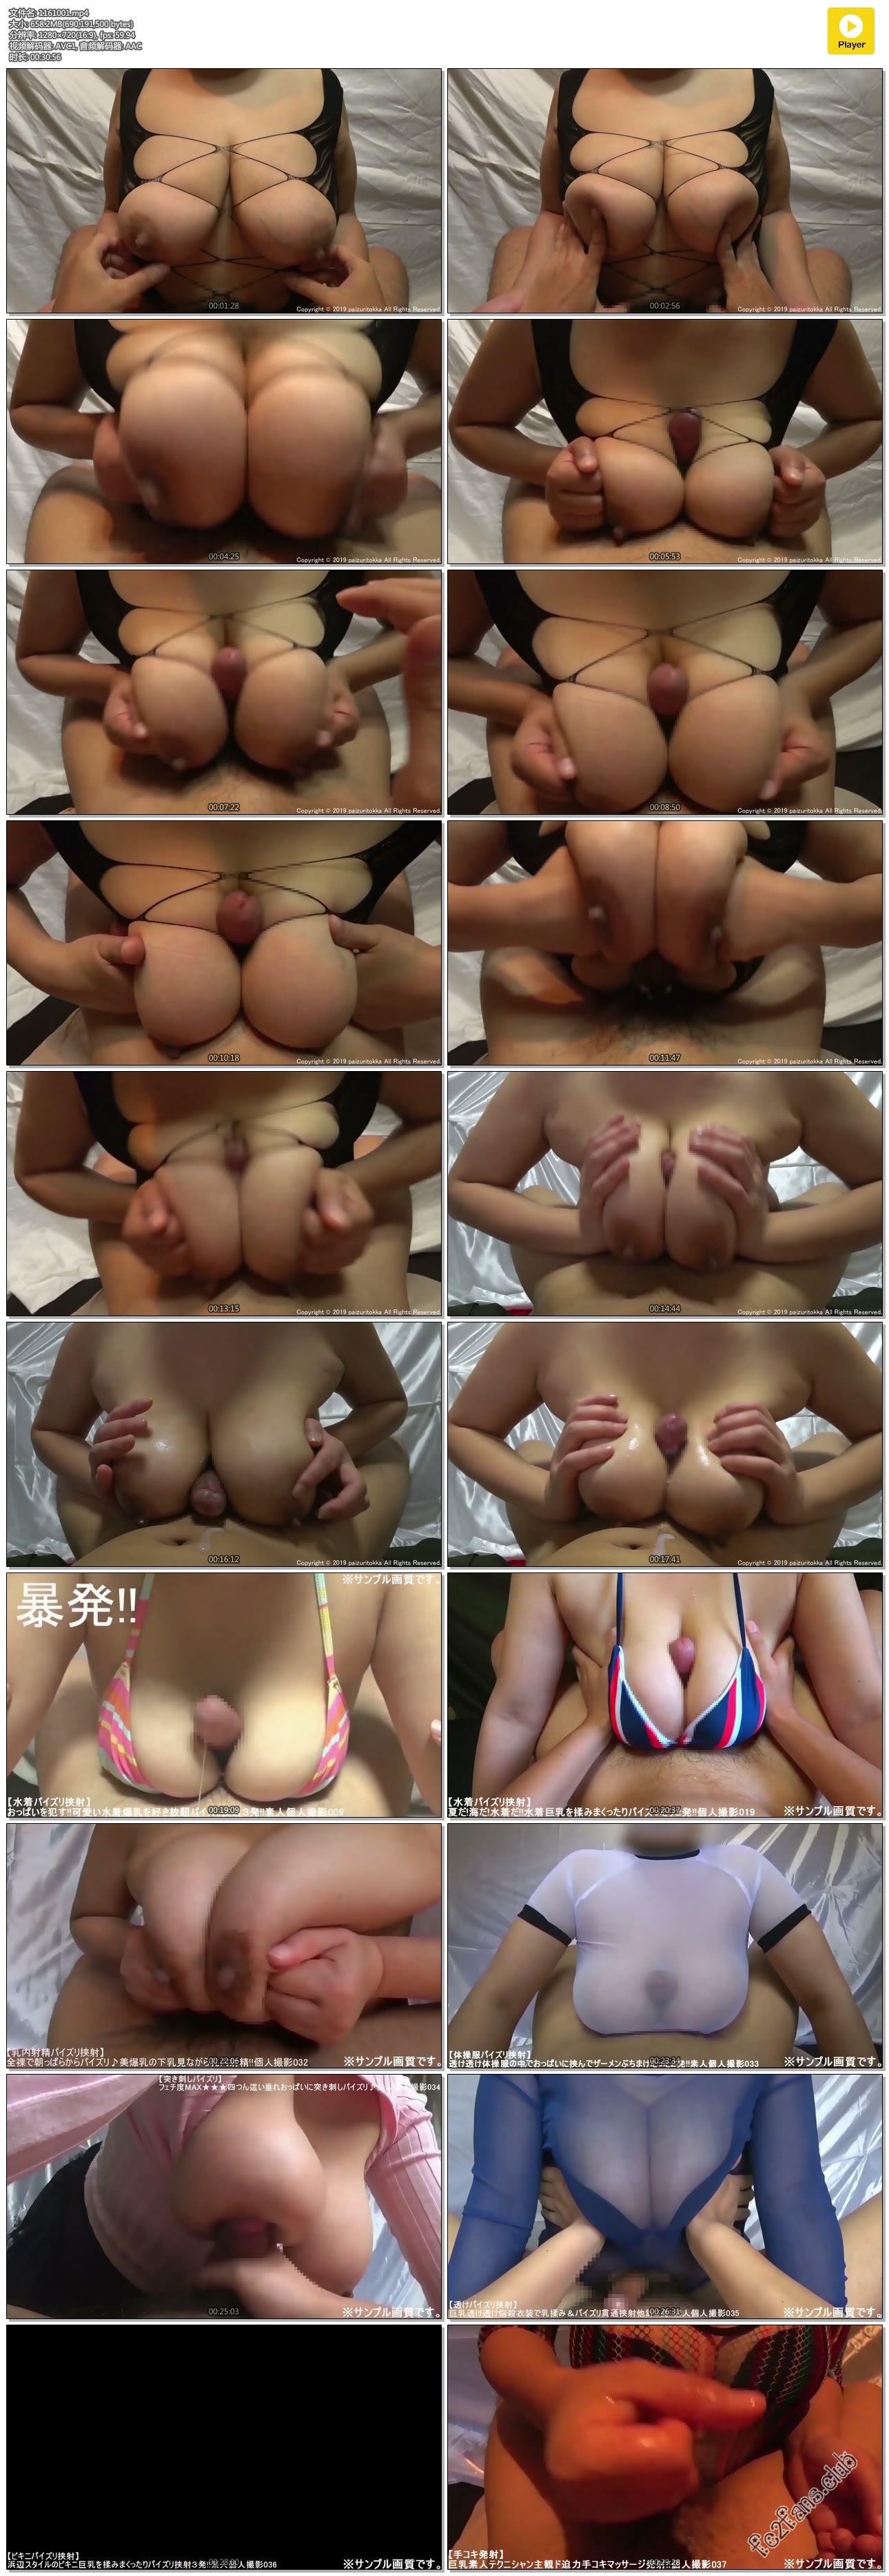 文件名: 1161001.mp4
大小: 658.2MB(690,191,500 bytes)
分辨率: 1280×720(16:9), fps: 59.94
视频解码器: AVC1, 音频解码器: AAC
时长: 00:30:56
Player
00:01:28
Copyright © 2019 paizuritokka All Rights Reserved.
00:02:56
Copyright © 2019 paizuritokka All Rights Reserved.
00:04:25
Copyright © 2019 paizuritokka All Rights Reserved.
00:05:53
Copyright © 2019 paizuritokka All Rights Reserved.
00:07:22
Copyright © 2019 paizuritokka All Rights Reserved.
00:08:50
Copyright © 2019 paizuritokka All Rights Reserved.
00:10:18
Copyright © 2019 paizuritokka All Rights Reserved.
00:11:47
Copyright © 2019 paizuritokka All Rights Reserved.
00:13:15
Copyright © 2019 paizuritokka All Rights Reserved.
00:14:44
Copyright © 2019 paizuritokka All Rights Reserved.
00:16:12
Copyright © 2019 paizuritokka All Rights Reserved.
00:17:41
Copyright © 2019 paizuritokka All Rights Reserved.
※サンプル画質です。
暴発!!
【水着パイズリ挟射】
おっぱいを犯す!!可愛い水着爆乳を好き放題パイ 3発!!素人個人撮影009
00:19:09
【水着パイズリ挟射】
夏だ!海だ!水着だ!!水着巨乳を揉みまくったりパイズ 発!!個人撮影019
00:20:37
※サンプル画質です。
【乳内射精パイズリ挟射】
全裸で朝っぱらからパイズリ♪美爆乳の下乳見ながら 精!!個人撮影032
00:22:06
※サンプル画質です。
【体操服パイズリ挟射】
透け透け体操服の中でおっぱいに挟んでザーメンぶちまけ 発!!素人個人撮影033
00:23:34
※サンプル画質です。
【突き刺しパイズリ】
フェチ度MAX★★★四つん這い垂れおっぱいに突き刺しパイズリ♪ 影034
00:25:03
※サンプル画質です。
【透けパイズリ挟射】
巨乳透け透け 衣装で乳揉み＆パイズリ貫通挟射他 人個人撮影035
00:26:31
※サンプル画質です。
【ビキニパイズリ挟射】
浜辺スタイルのビキニ巨乳を揉みまくったりパイズリ挟射3発!! 個人撮影036
00:28:00
※サンプル画質です。
【手コキ発射】
巨乳素人テクニシャン主観ド迫力手コキマッサージ 個人撮影037
※サンプル画質です。
fe2fans.club